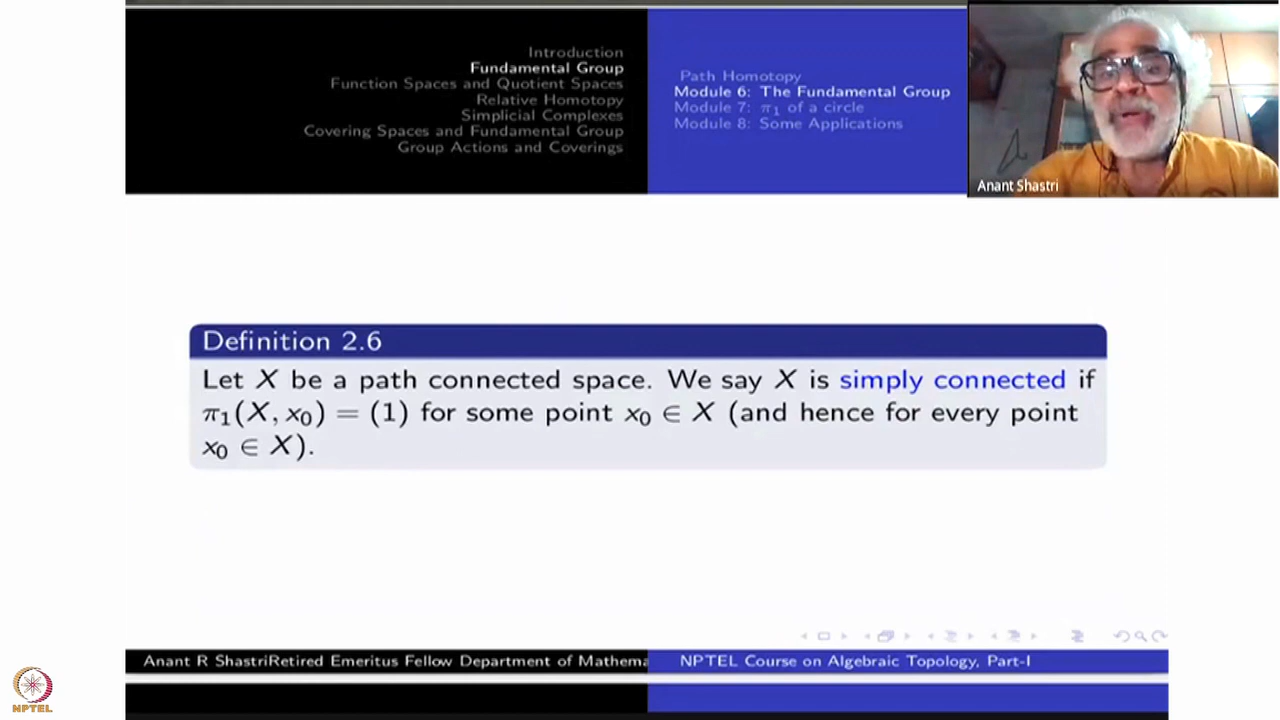 Introduction
Fundamental Group
Function Spaces and Quotient Spaces
Relative Homotopy
Simplicial Complexes
Covering Spaces and Fundamental Group
Group Actions and Coverings
Path Homotopy
Module 6: The Fundamental Group
Module 7: π₁ of a circle
Module 8: Some Applications
Anant Shastri
Definition 2.6
Let X be a path connected space. We say X is simply connected if
π₁(X, x₀) = (1) for some point x₀ ∈ X (and hence for every point
x₀ ∈ X).
Anant R ShastriRetired Emeritus Fellow Department of Mathema
NPTEL Course on Algebraic Topology, Part-I
NPTEL